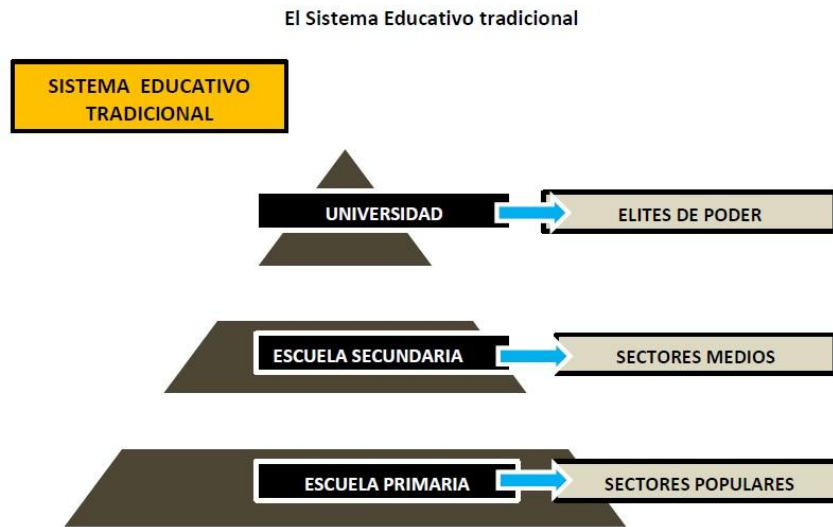 El Sistema Educativo tradicional
SISTEMA EDUCATIVO
TRADICIONAL
UNIVERSIDAD
ELITES DE PODER
ESCUELA SECUNDARIA
SECTORES MEDIOS
ESCUELA PRIMARIA
SECTORES POPULARES